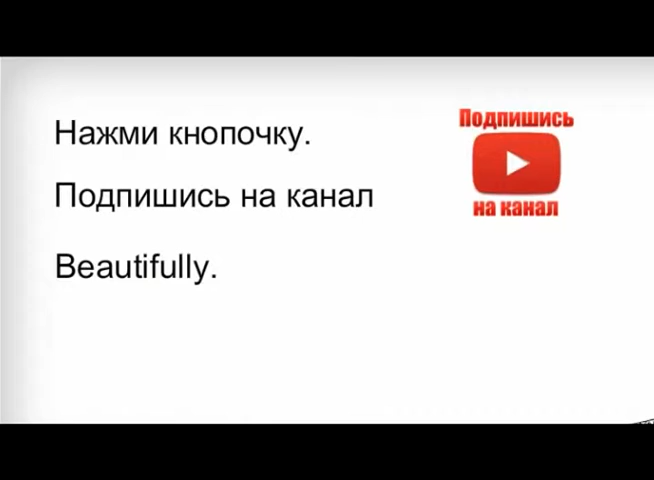 Нажми кнопочку.
Подпишись на канал
Beautifully.
Подпишись
на канал